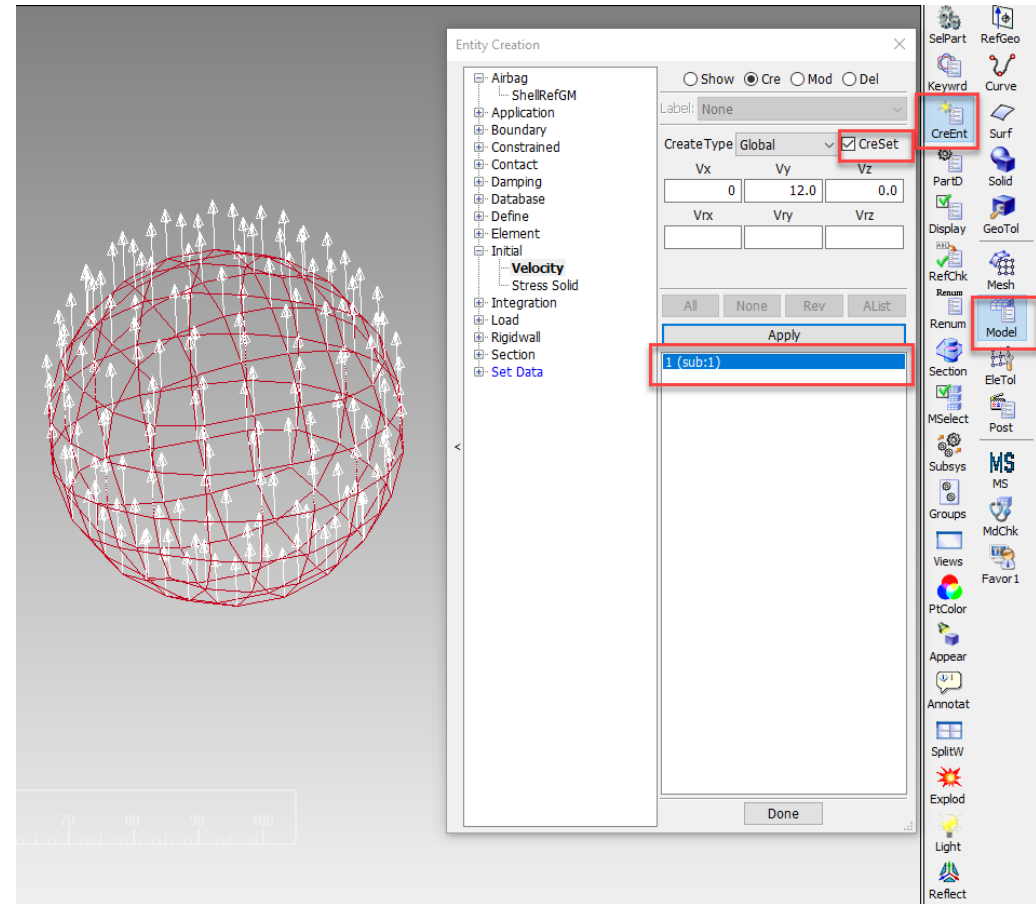 Entity Creation
Airbag
ShellRefGM
Application
Boundary
Constrained
Contact
Damping
Database
Define
Element
Initial
Velocity
Stress Solid
Integration
Load
Rigidwall
Section
Set Data
<
Show Cre Mod Del
Label: None
CreateType Global CreSet
Vx Vy Vz
0 12.0 0.0
Vrx Vry Vrz
All None Rev AList
Apply
1 (sub:1)
Done
70 80 90 100
SelPart RefGeo
Keywrd Curve
CreEnt Surf
PartD Solid
Display GeoTol
RefChk Mesh
Renum
Renum Model
Section EleTol
MSelect Post
Subsys MS
MS
Groups MdChk
Views Favor1
PtColor
Appear
Annotat
SplitW
Explod
Light
Reflect